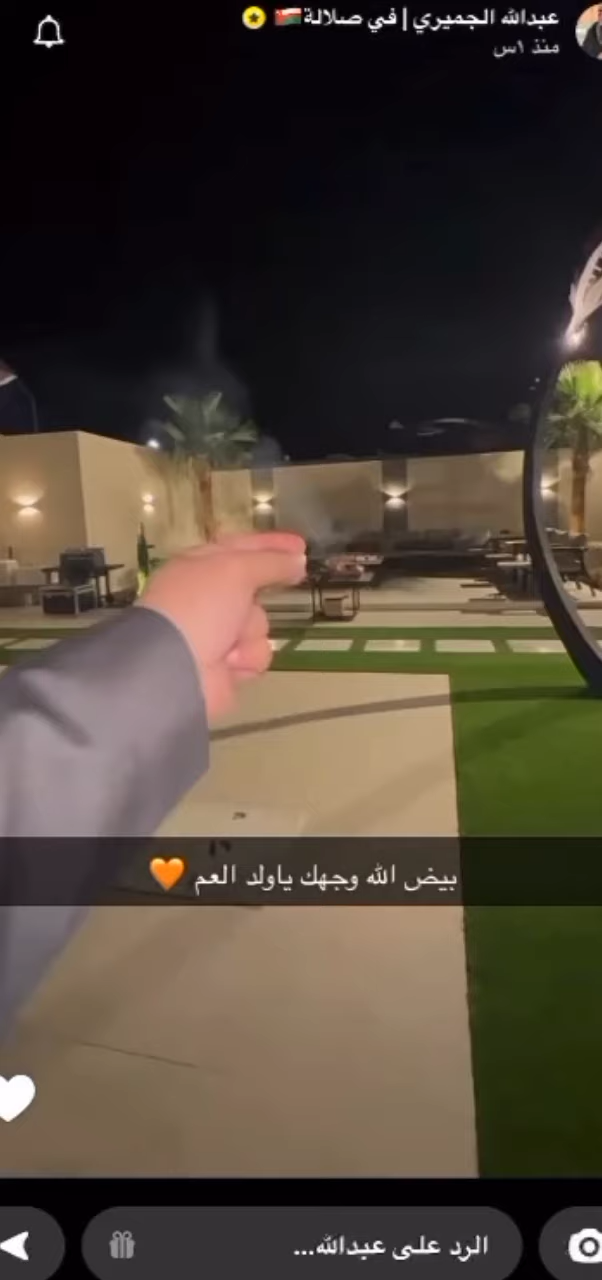 عبدالله الجميري | في صلالة 🇴🇲
منذ ١س
بيض الله وجهك ياولد العم 🧡
الرد على عبدالله...